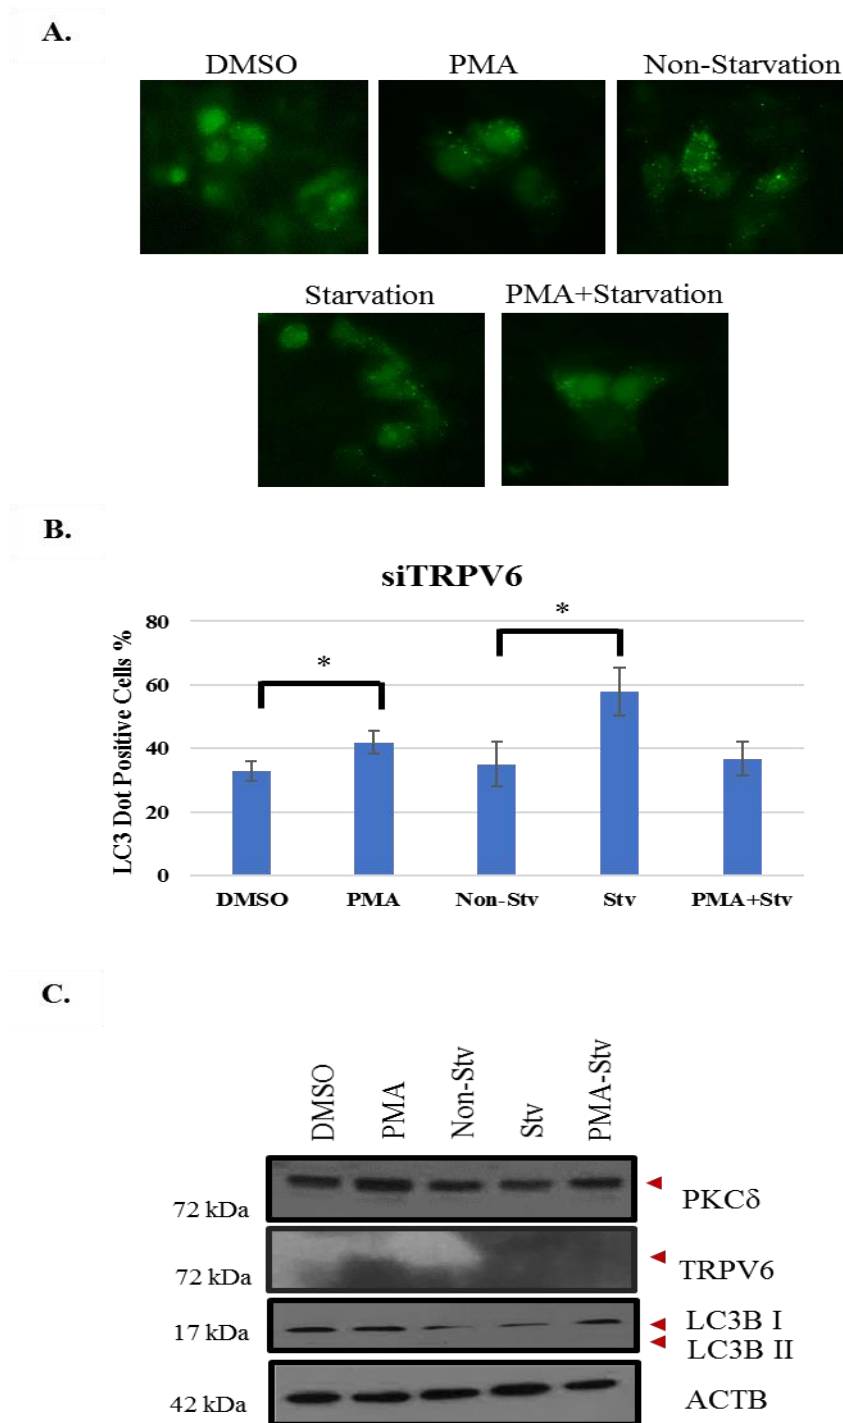 A.
DMSO PMA Non-Starvation
Starvation PMA+Starvation
B.
siTRPV6
*
*
LC3 Dot Positive Cells %
80
60
40
20
0
DMSO PMA Non-Stv Stv PMA+Stv
C.
DMSO PMA Non-Stv Stv PMA-Stv
72 kDa PKCδ
72 kDa TRPV6
17 kDa LC3B I
LC3B II
42 kDa ACTB